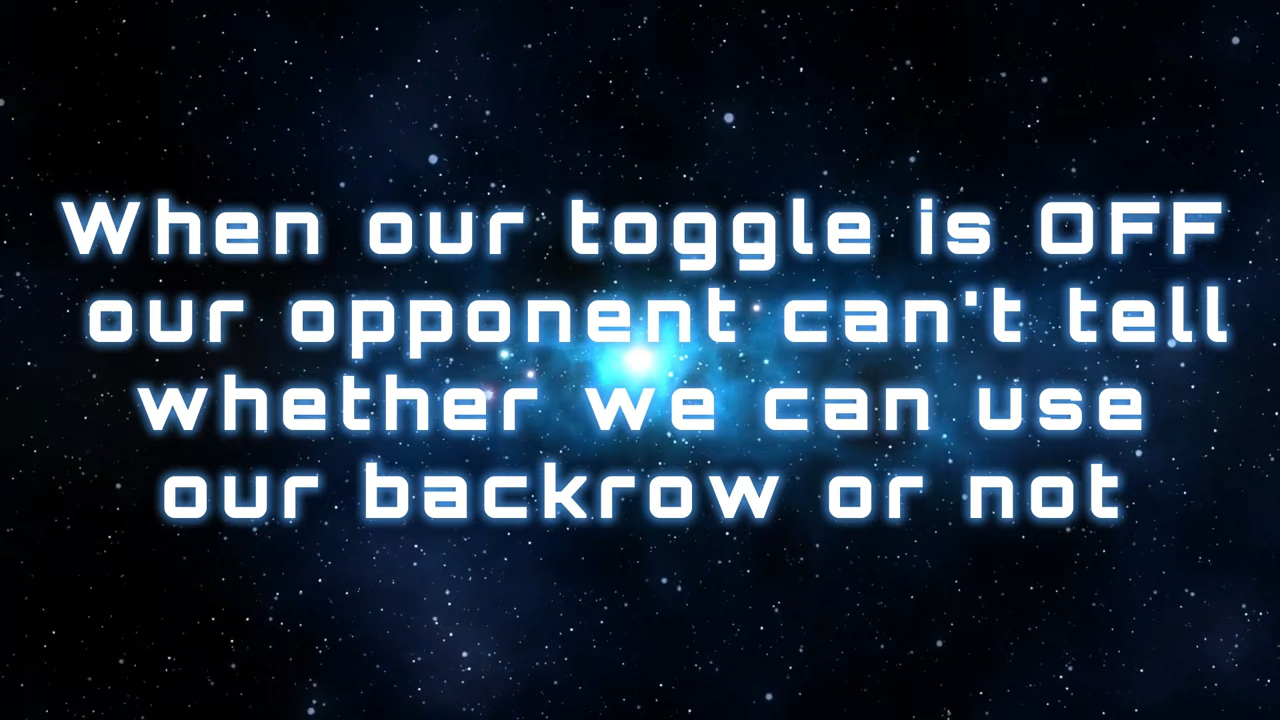 When our toggle is OFF
our opponent can't tell
whether we can use
our backrow or not